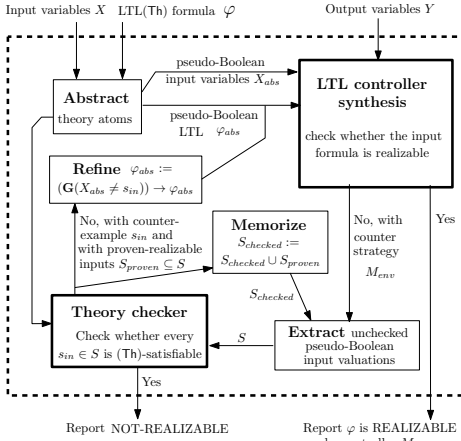 Input variables X
LTL(Th) formula φ
Output variables Y
pseudo-Boolean
input variables X_abs
Abstract
theory atoms
pseudo-Boolean
LTL φ_abs
LTL controller
synthesis
check whether the input
formula is realizable
Refine φ_abs :=
(G(X_abs ≠ s_in)) → φ_abs
No, with counter-
example s_in and
with proven-realizable
inputs S_proven ⊆ S
Memorize
S_checked :=
S_checked ∪ S_proven
No, with
counter
strategy
M_env
Yes
S_checked
Theory checker
Check whether every
s_in ∈ S is (Th)-satisfiable
S
Extract unchecked
pseudo-Boolean
input valuations
Yes
Report NOT-REALIZABLE
Report φ is REALIZABLE